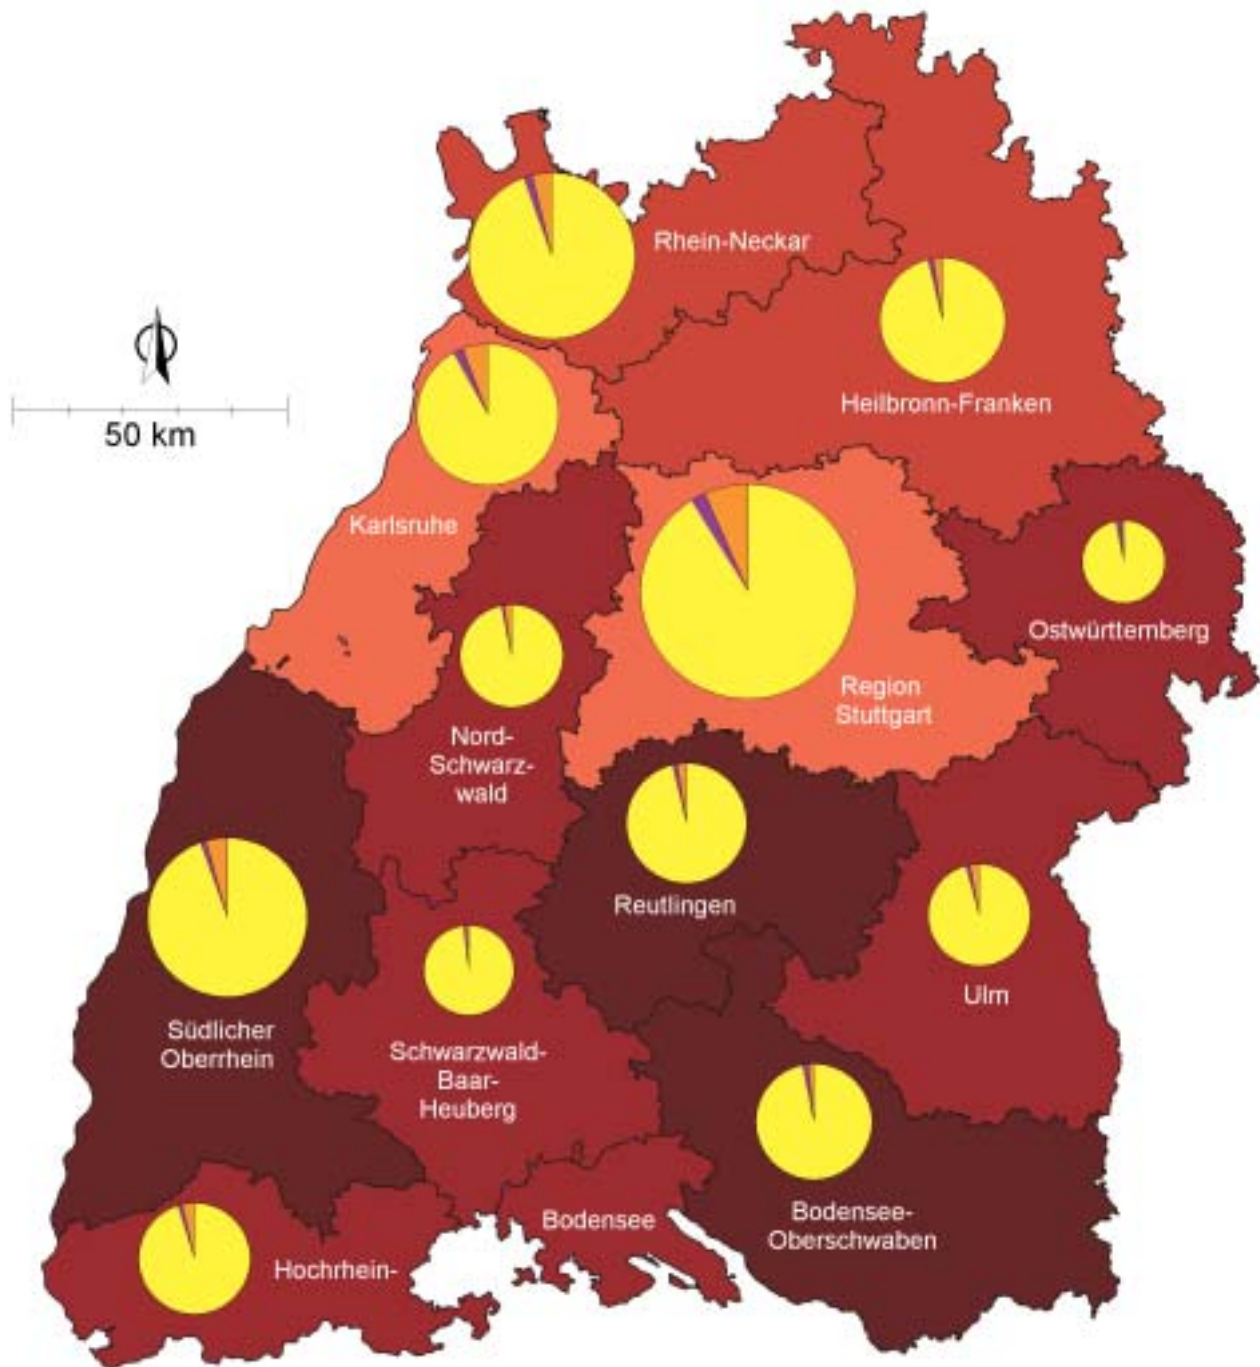 Rhein-Neckar
Heilbronn-Franken
50 km
Karlsruhe
Ostwürttemberg
Region
Stuttgart
Nord-
Schwarz-
wald
Reutlingen
Ulm
Südlicher
Oberrhein
Schwarzwald-
Baar-
Heuberg
Bodensee-
Oberschwaben
Hochrhein-
Bodensee